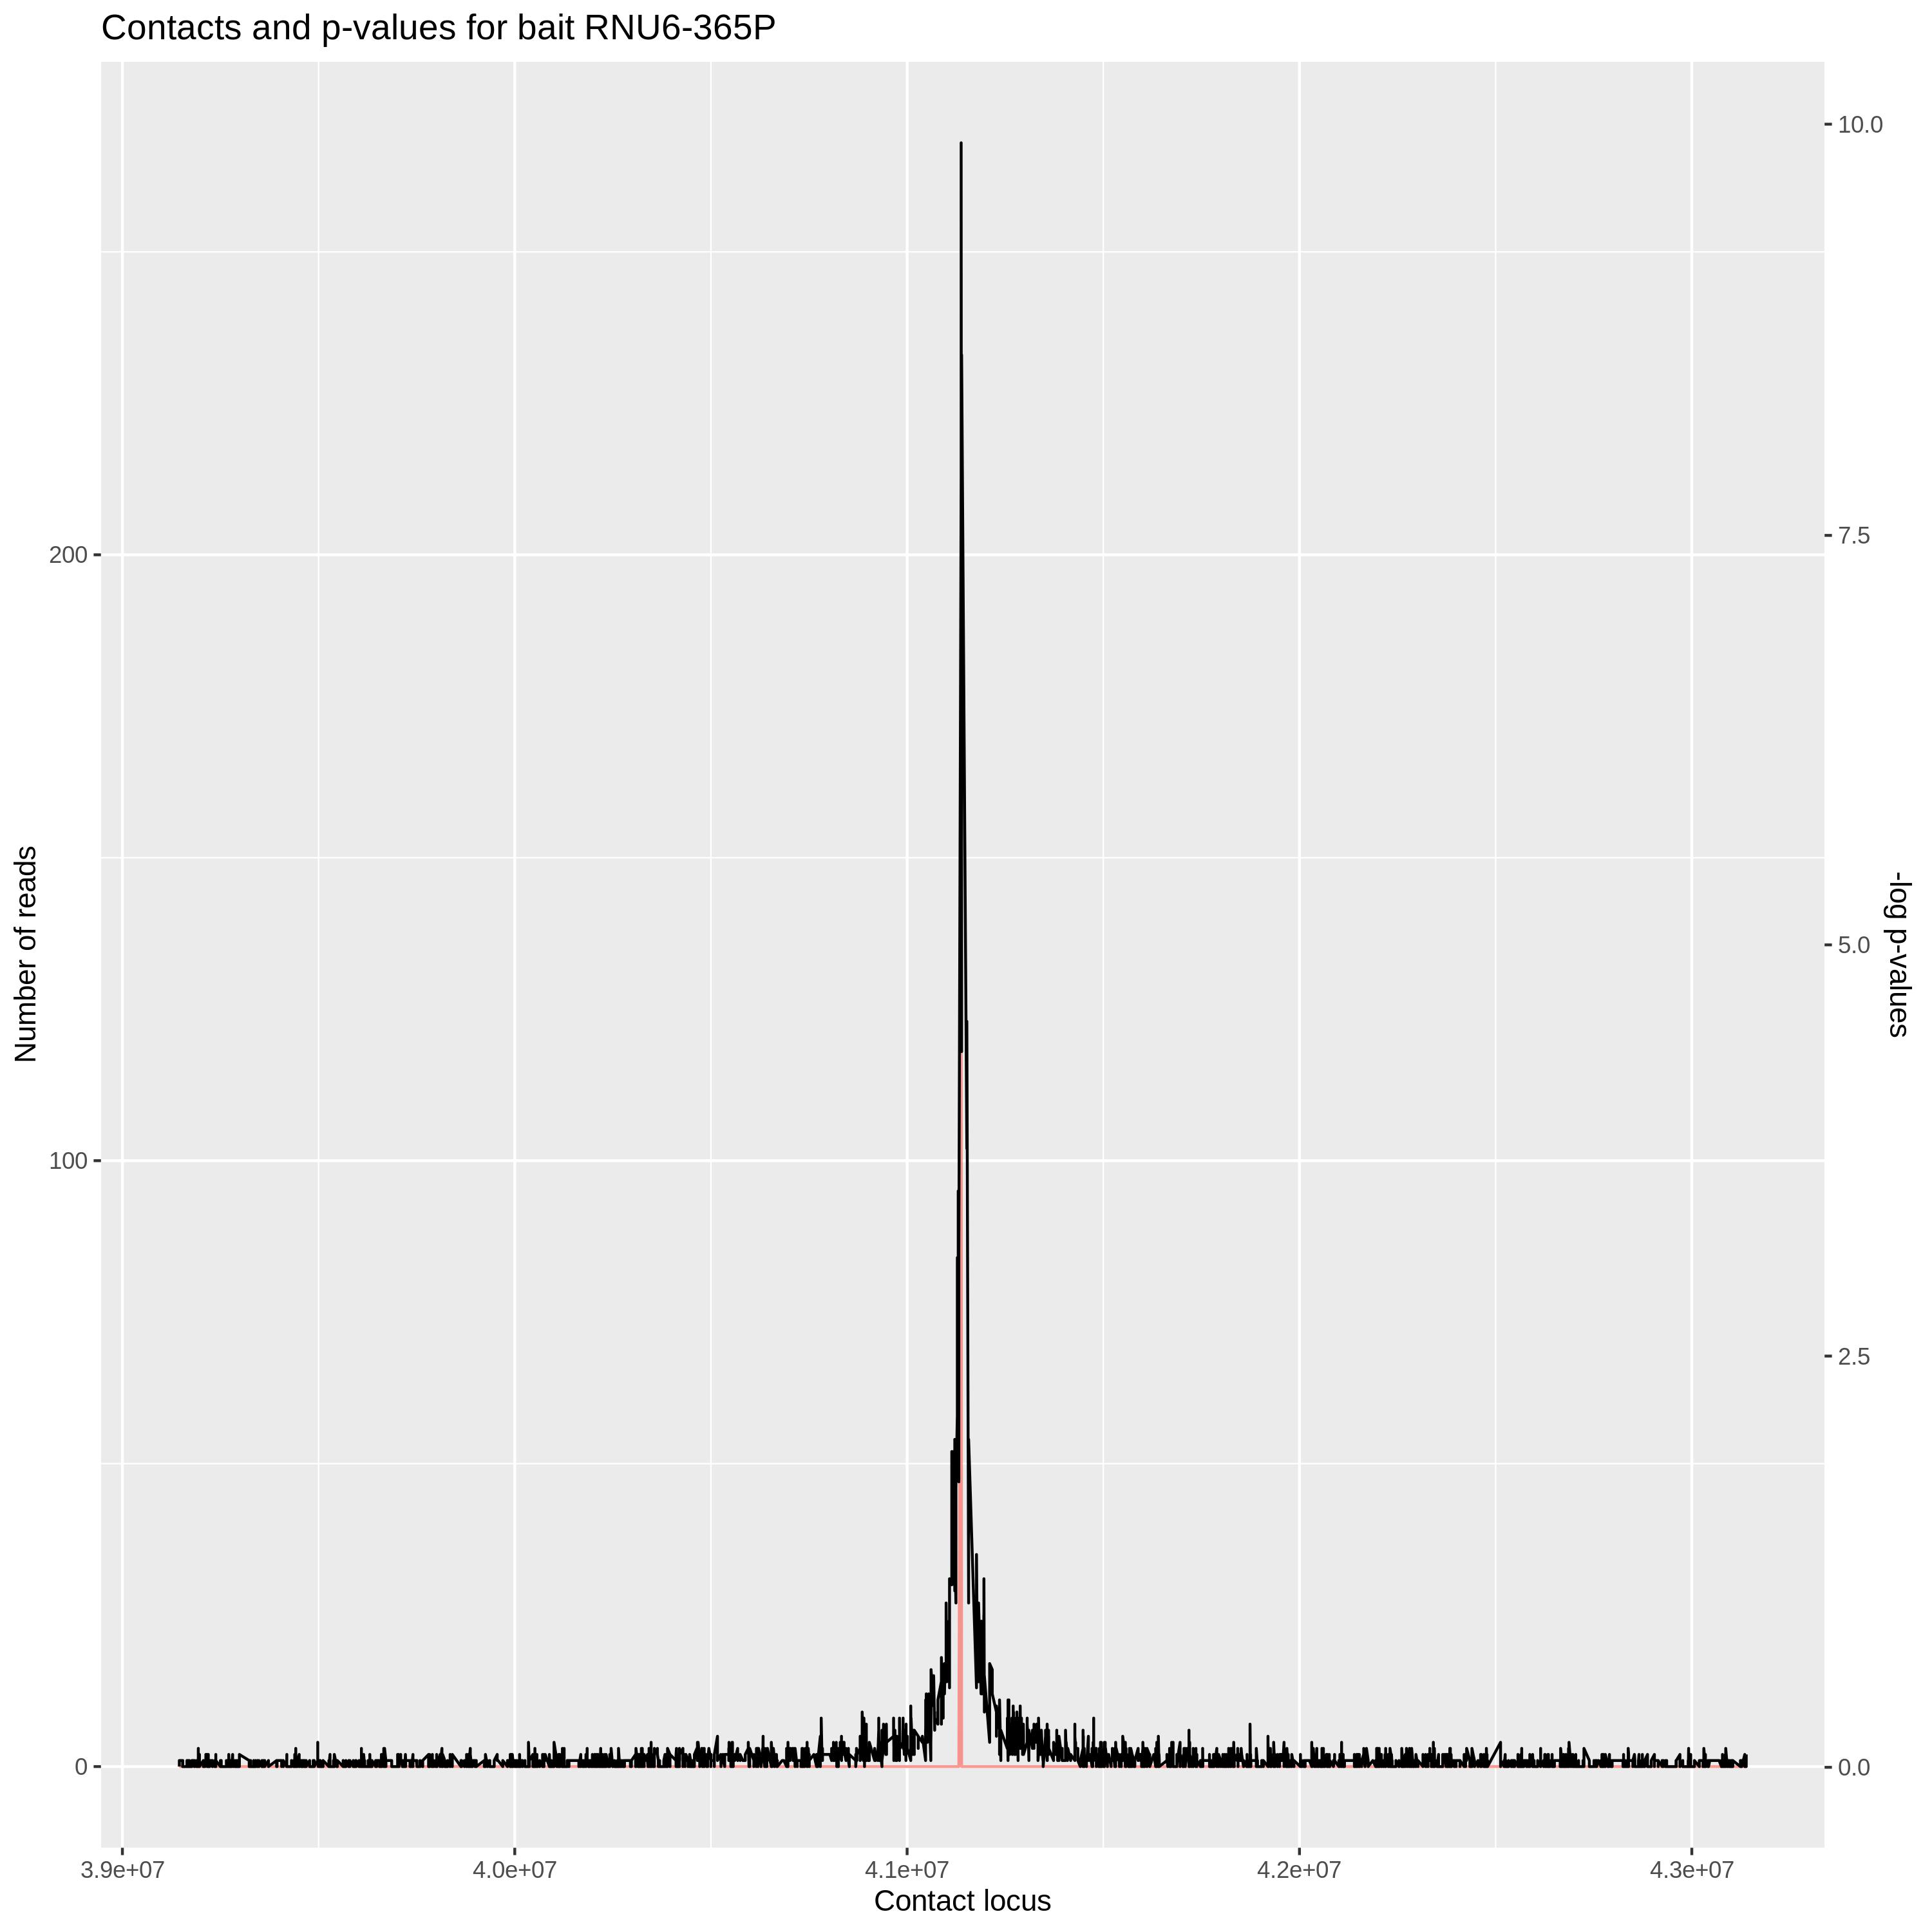 Contacts and p-values for bait RNU6-365P
10.0
7.5
5.0
2.5
0.0
200
100
0
Number of reads
-log p-values
3.9e+07 4.0e+07 4.1e+07 4.2e+07 4.3e+07
Contact locus